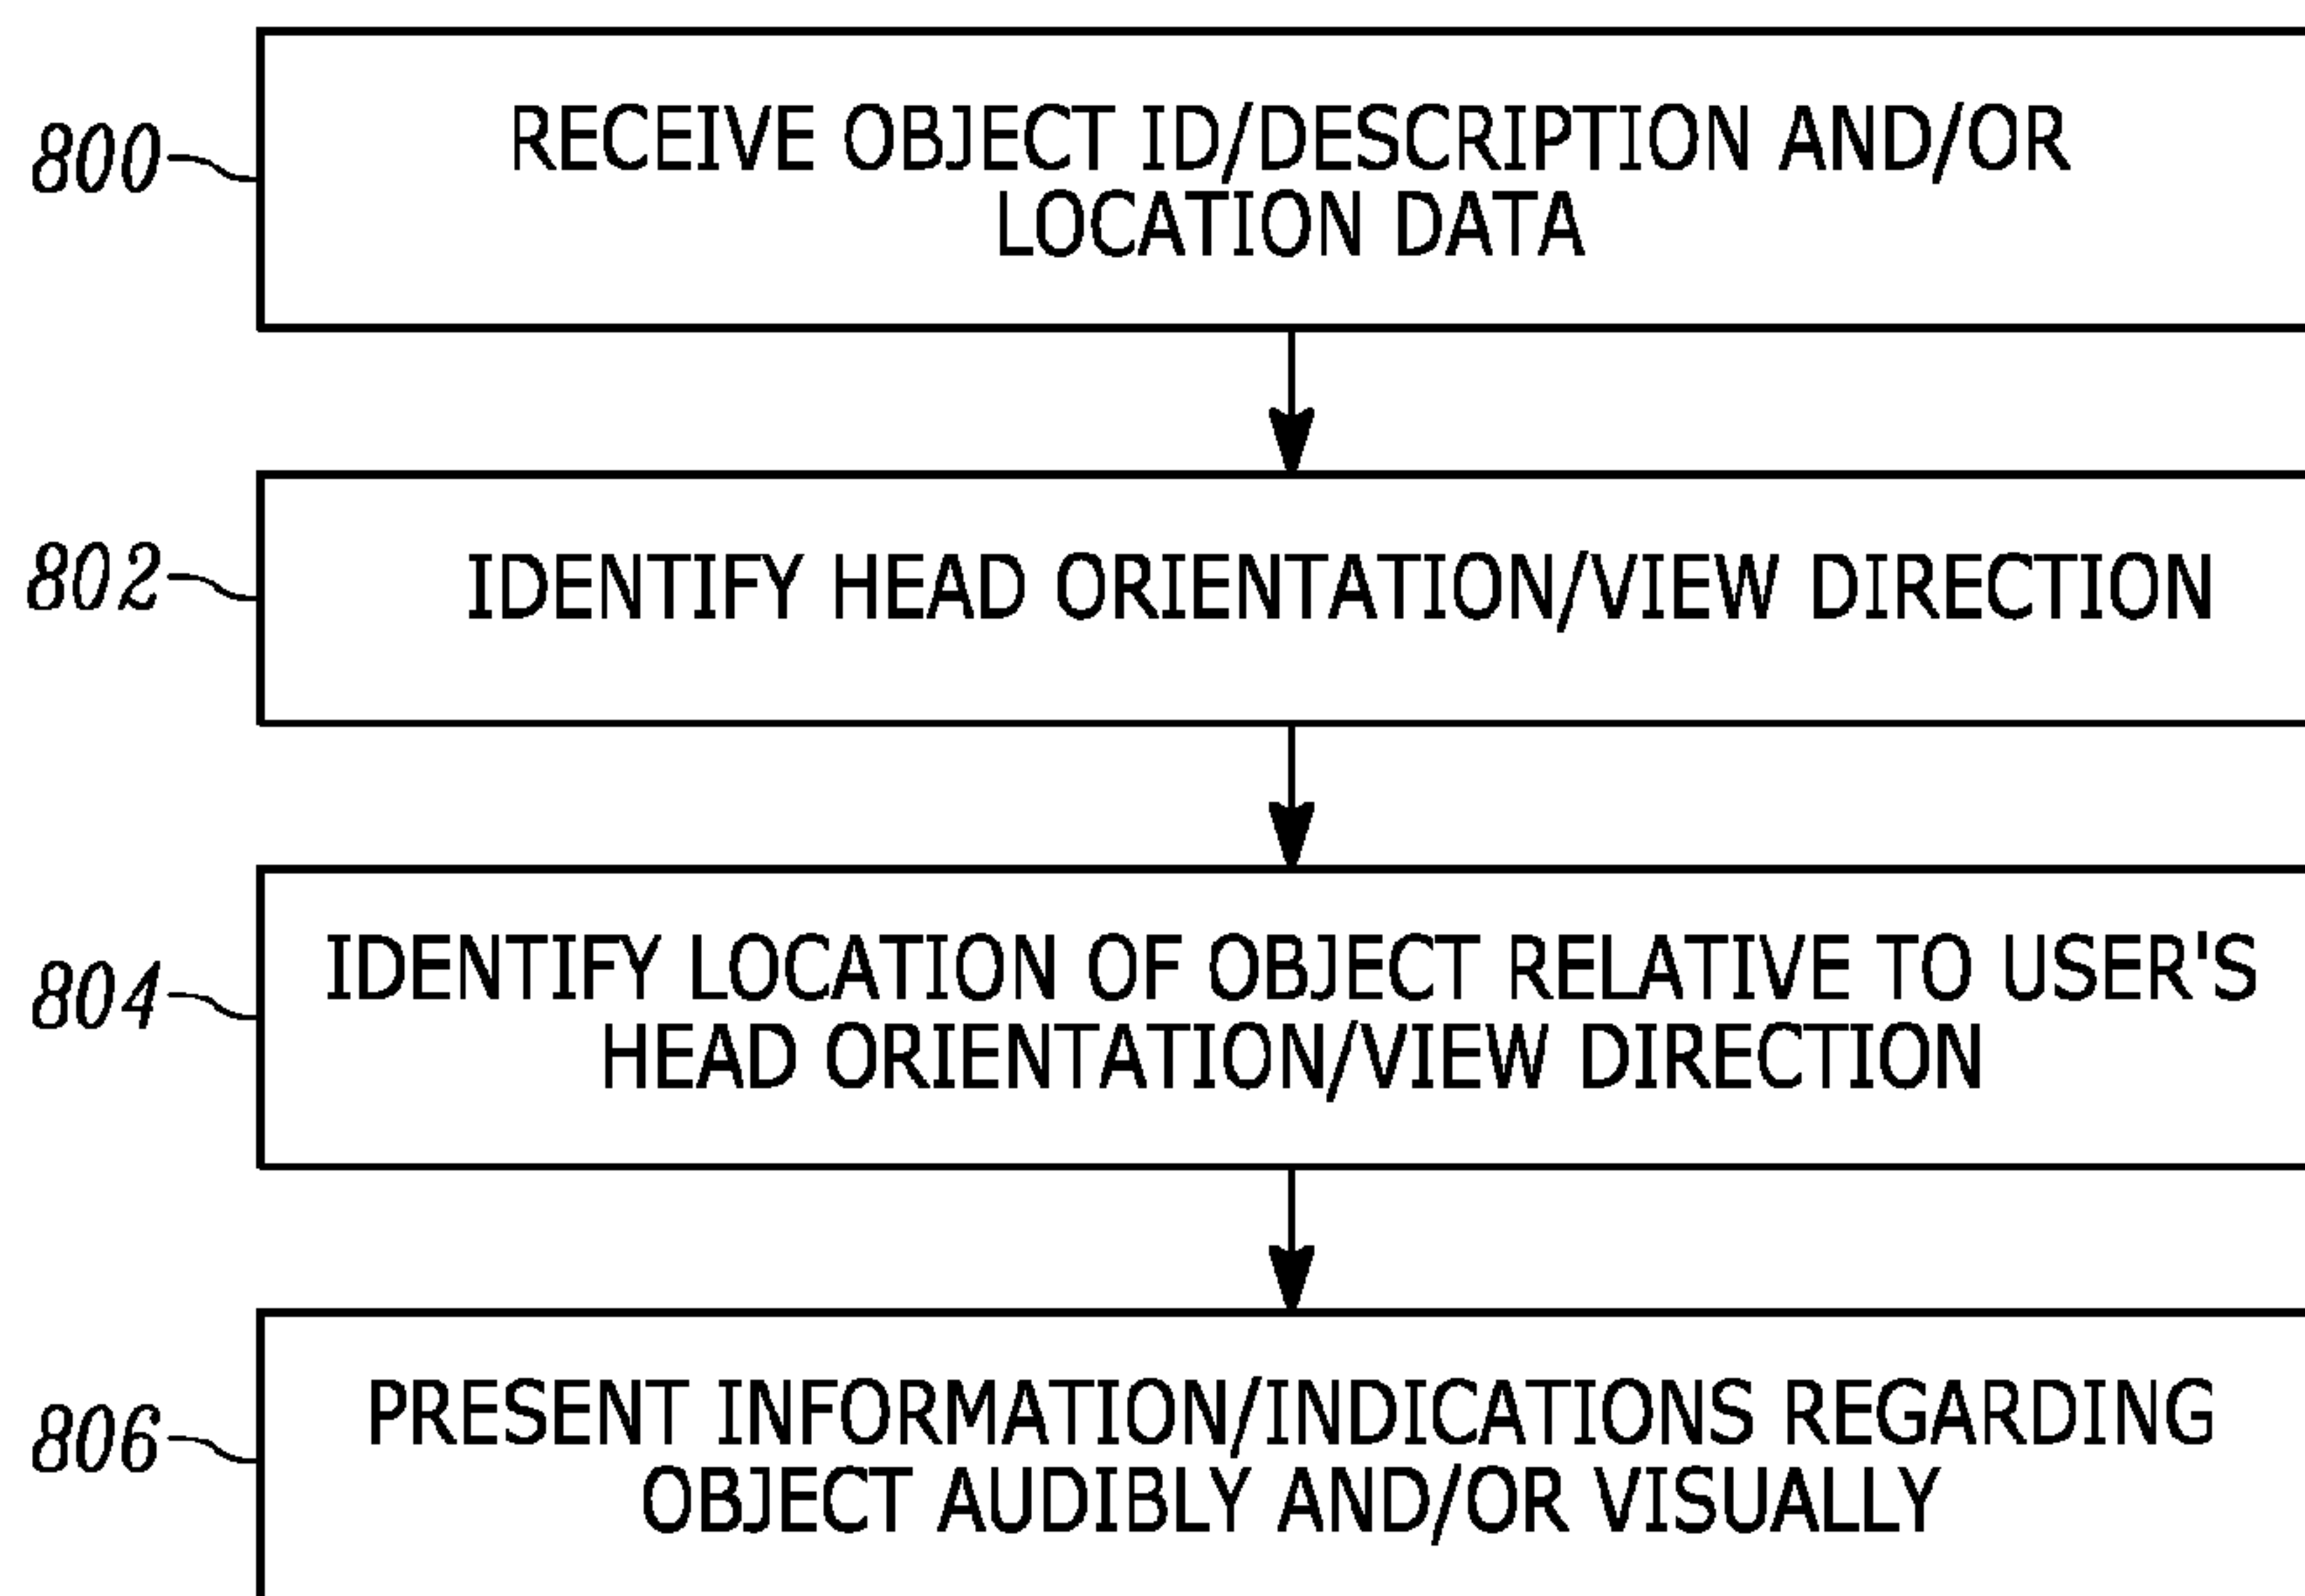 800
RECEIVE OBJECT ID/DESCRIPTION AND/OR
LOCATION DATA
802
IDENTIFY HEAD ORIENTATION/VIEW DIRECTION
804
IDENTIFY LOCATION OF OBJECT RELATIVE TO USER'S
HEAD ORIENTATION/VIEW DIRECTION
806
PRESENT INFORMATION/INDICATIONS REGARDING
OBJECT AUDIBLY AND/OR VISUALLY